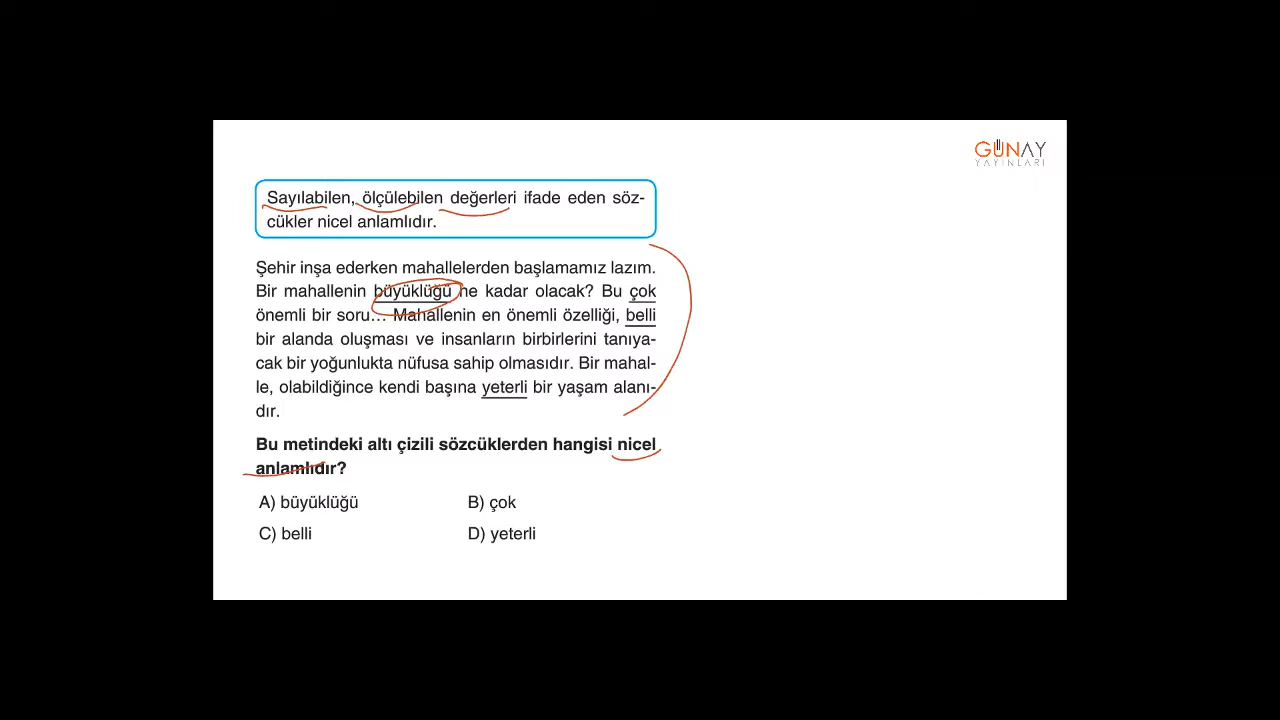 GÜNAY
YAYINLARI
Sayılabilen, ölçülebilen değerleri ifade eden söz-
cükler nicel anlamlıdır.
Şehir inşa ederken mahallelerden başlamamız lazım.
Bir mahallenin büyüklüğü ne kadar olacak? Bu çok
önemli bir soru... Mahallenin en önemli özelliği, belli
bir alanda oluşması ve insanların birbirlerini tanıya-
cak bir yoğunlukta nüfusa sahip olmasıdır. Bir mahal-
le, olabildiğince kendi başına yeterli bir yaşam alanı-
dır.
Bu metindeki altı çizili sözcüklerden hangisi nicel
anlamlıdır?
A) büyüklüğü B) çok
C) belli D) yeterli